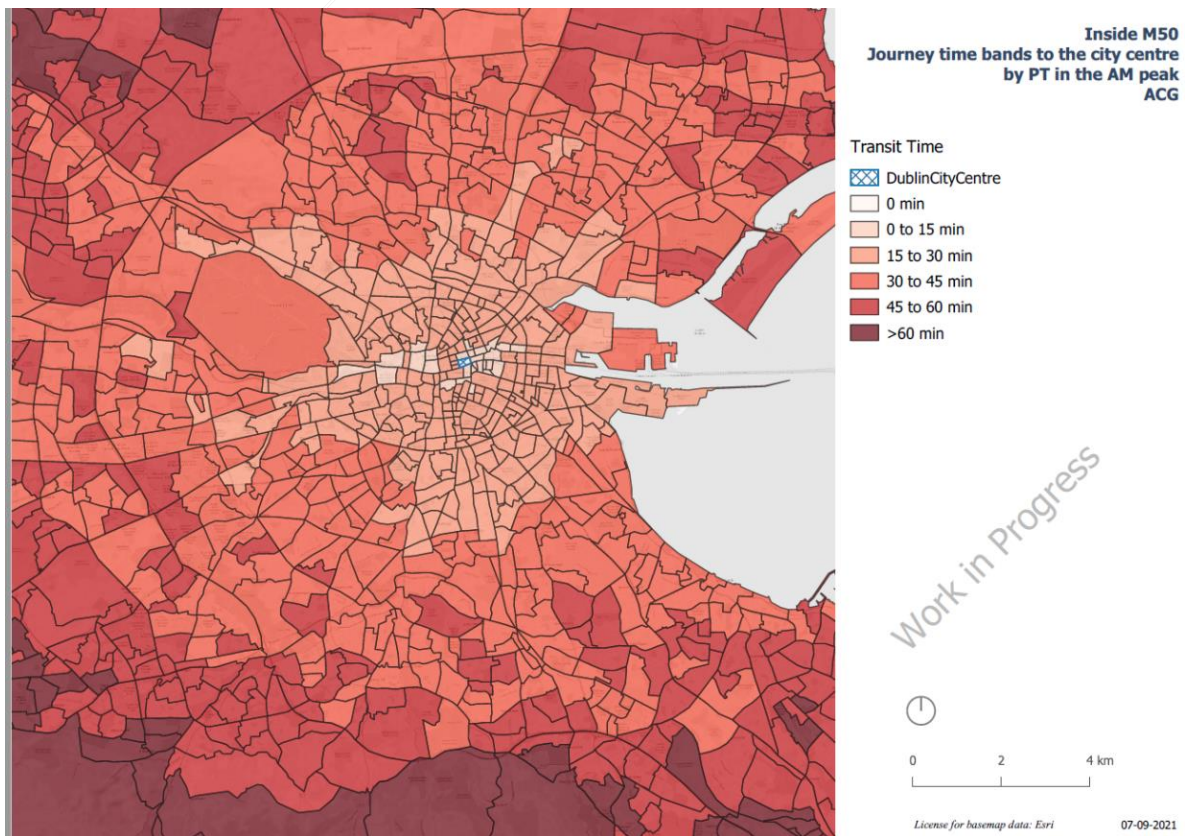 Inside M50
Journey time bands to the city centre
by PT in the AM peak
ACG
Transit Time
DublinCityCentre
0 min
0 to 15 min
15 to 30 min
30 to 45 min
45 to 60 min
>60 min
Work in Progress
0 2 4 km
License for basemap data: Esri 07-09-2021